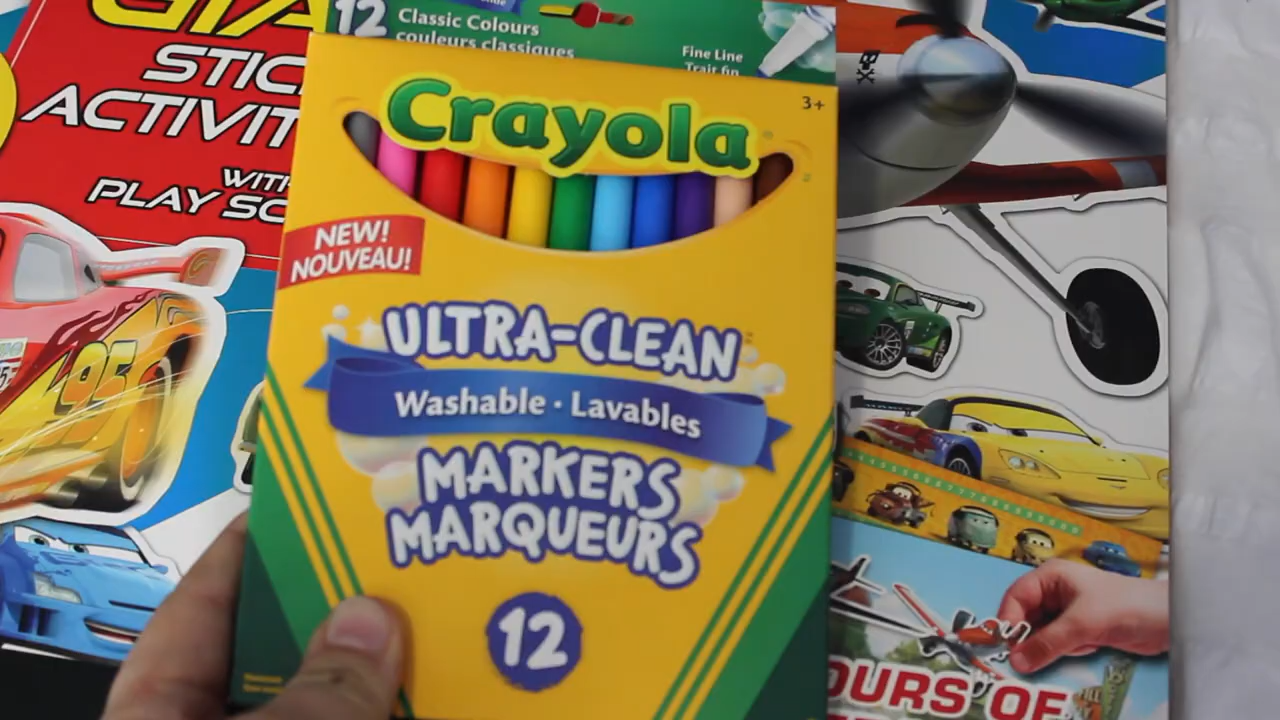 12 Classic Colours
couleurs classiques
Fine Line
Trait fin
Crayola
3+
NEW!
NOUVEAU!
ULTRA-CLEAN
Washable · Lavables
MARKERS
MARQUEURS
12
STIC
ACTIVIT
WITH
PLAY SC
95
OURS OF